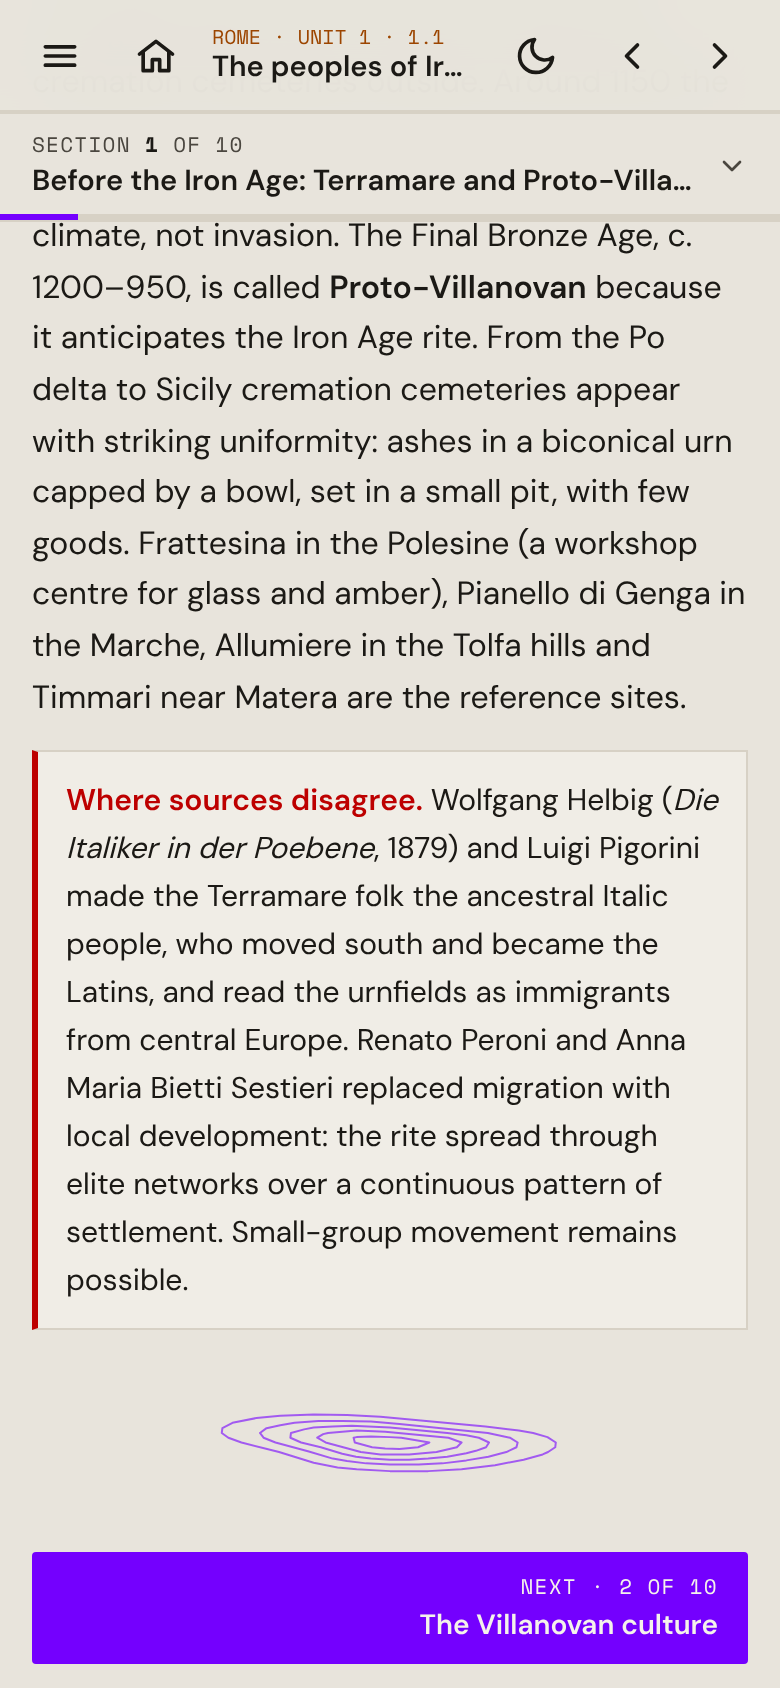 ROME · UNIT 1 · 1.1
The peoples of Ir…
cremation cemeteries outside. Around 1150 the
SECTION 1 OF 10
Before the Iron Age: Terramare and Proto-Villa…
climate, not invasion. The Final Bronze Age, c.
1200–950, is called Proto-Villanovan because
it anticipates the Iron Age rite. From the Po
delta to Sicily cremation cemeteries appear
with striking uniformity: ashes in a biconical urn
capped by a bowl, set in a small pit, with few
goods. Frattesina in the Polesine (a workshop
centre for glass and amber), Pianello di Genga in
the Marche, Allumiere in the Tolfa hills and
Timmari near Matera are the reference sites.
Where sources disagree. Wolfgang Helbig (Die
Italiker in der Poebene, 1879) and Luigi Pigorini
made the Terramare folk the ancestral Italic
people, who moved south and became the
Latins, and read the urnfields as immigrants
from central Europe. Renato Peroni and Anna
Maria Bietti Sestieri replaced migration with
local development: the rite spread through
elite networks over a continuous pattern of
settlement. Small-group movement remains
possible.
NEXT · 2 OF 10
The Villanovan culture